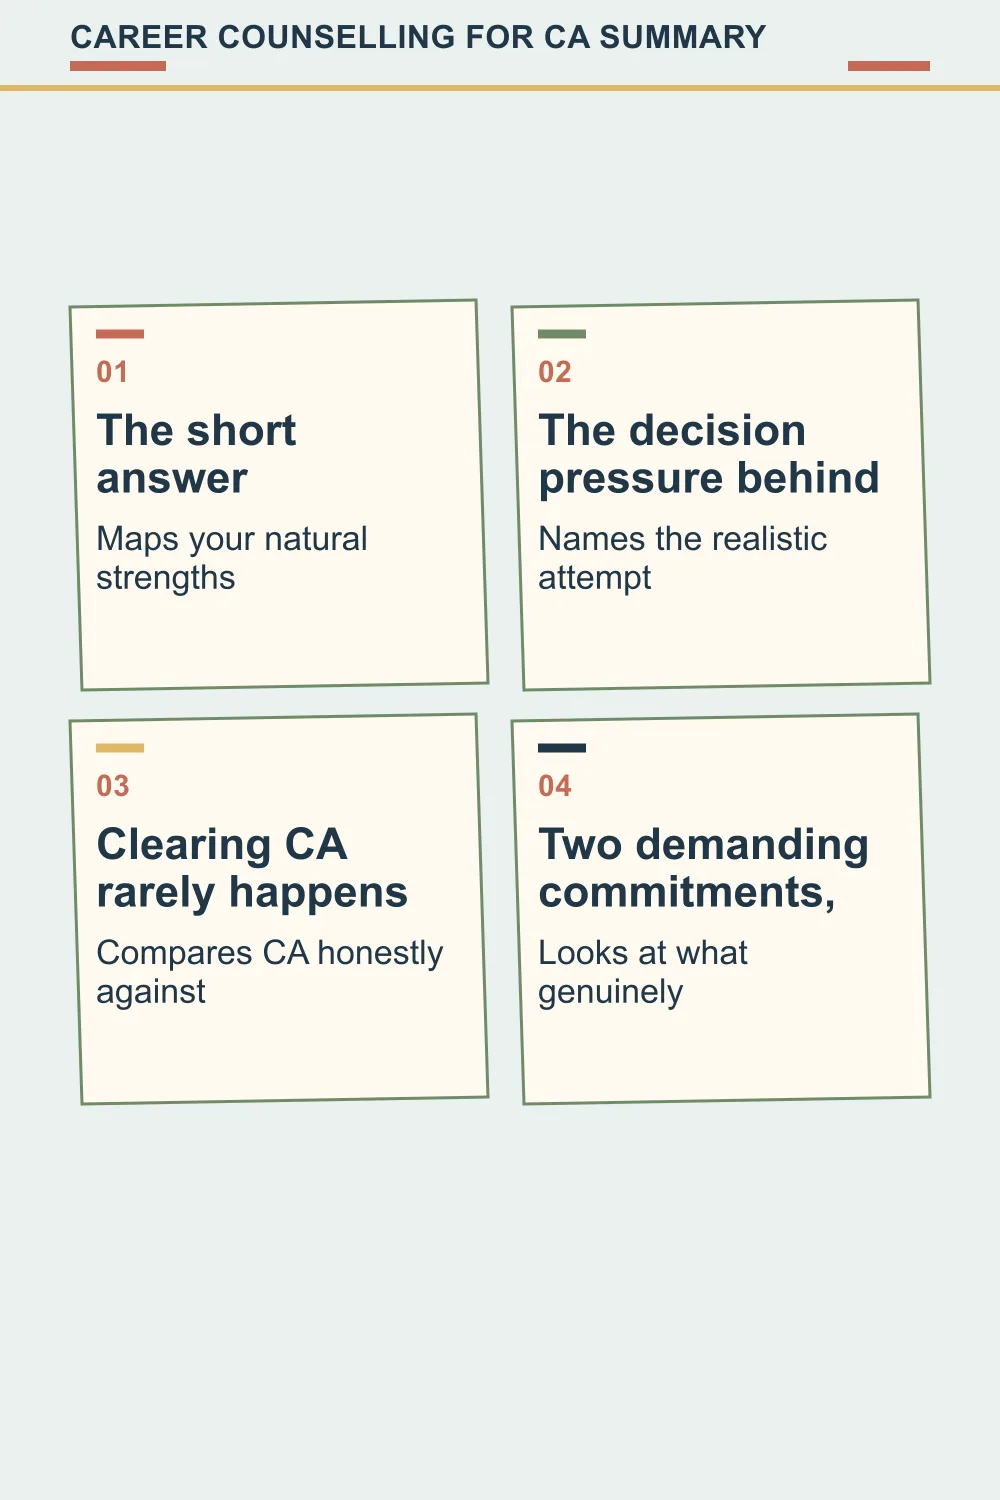 CAREER COUNSELLING FOR CA SUMMARY
01
The short
answer
Maps your natural
strengths
02
The decision
pressure behind
Names the realistic
attempt
03
Clearing CA
rarely happens
Compares CA honestly
against
04
Two demanding
commitments,
Looks at what
genuinely